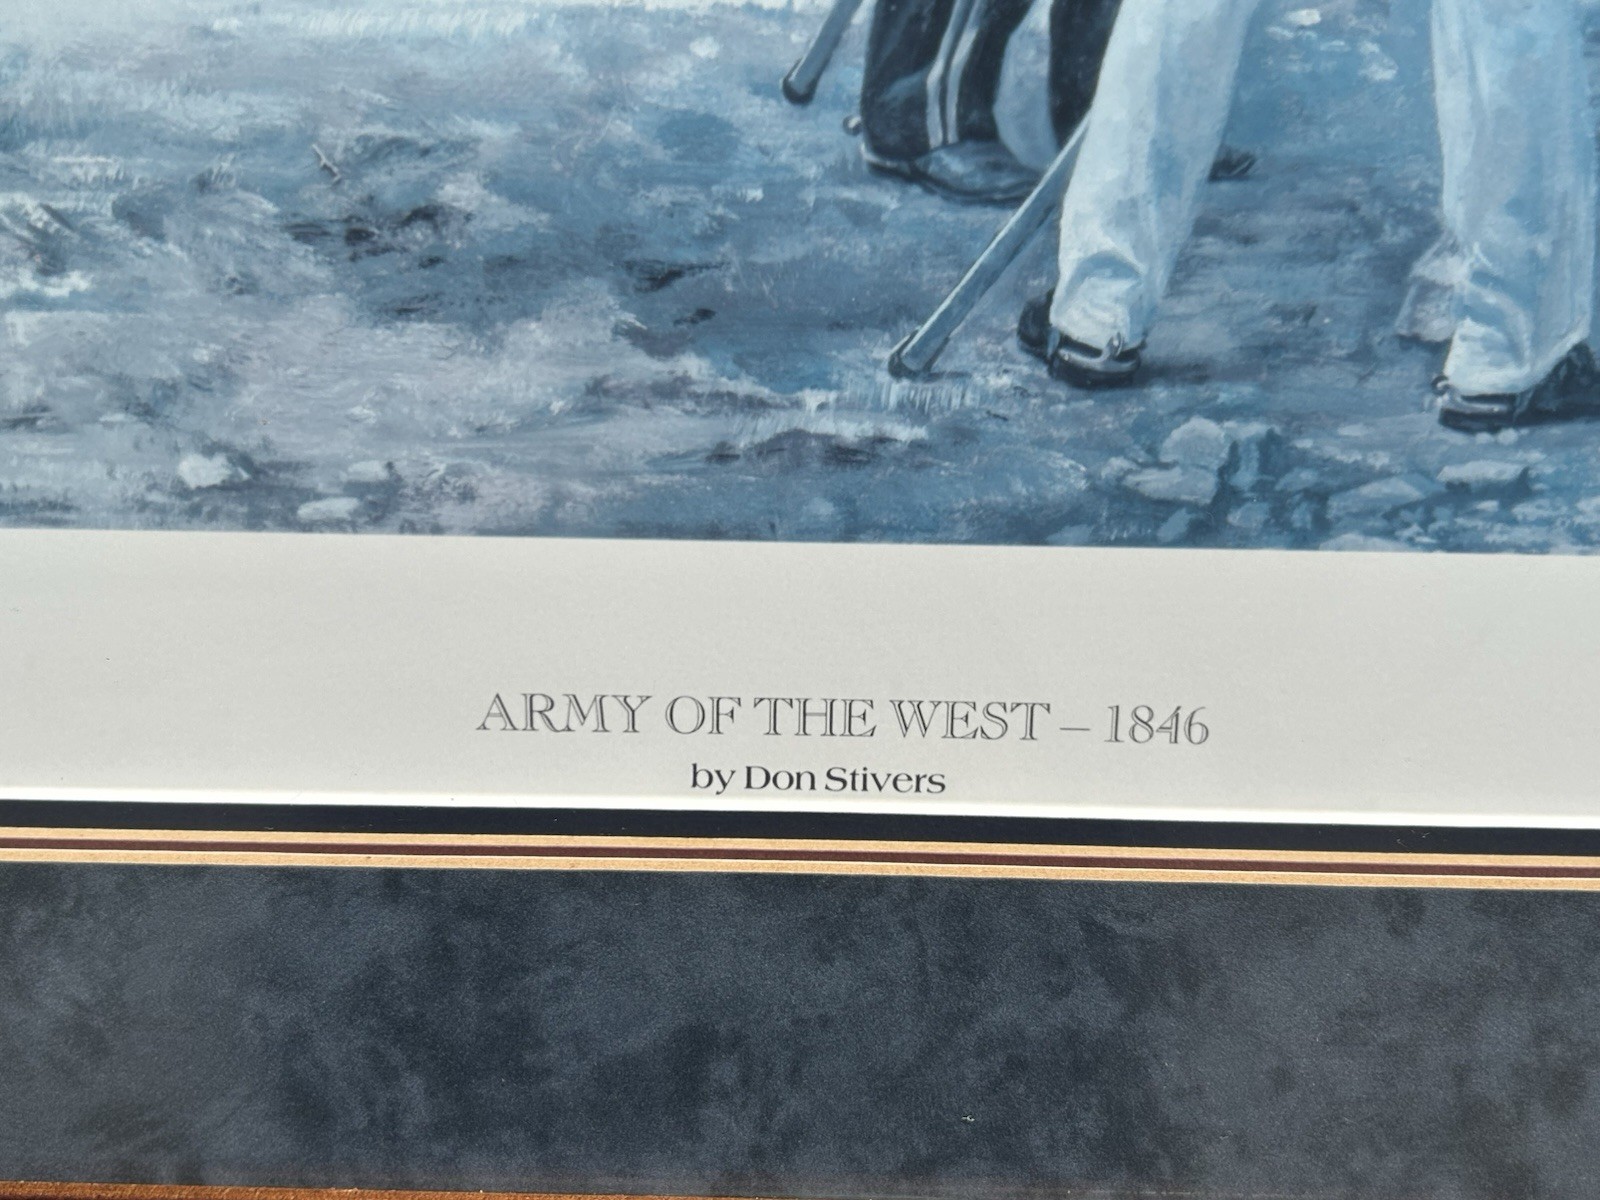 ARMY OF THE WEST – 1846
by Don Stivers